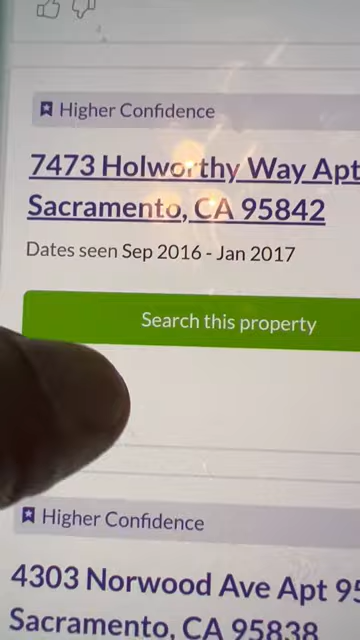 Higher Confidence
7473 Holworthy Way Apt
Sacramento, CA 95842
Dates seen Sep 2016 - Jan 2017
Search this property
Higher Confidence
4303 Norwood Ave Apt 95
Sacramento, CA 95838